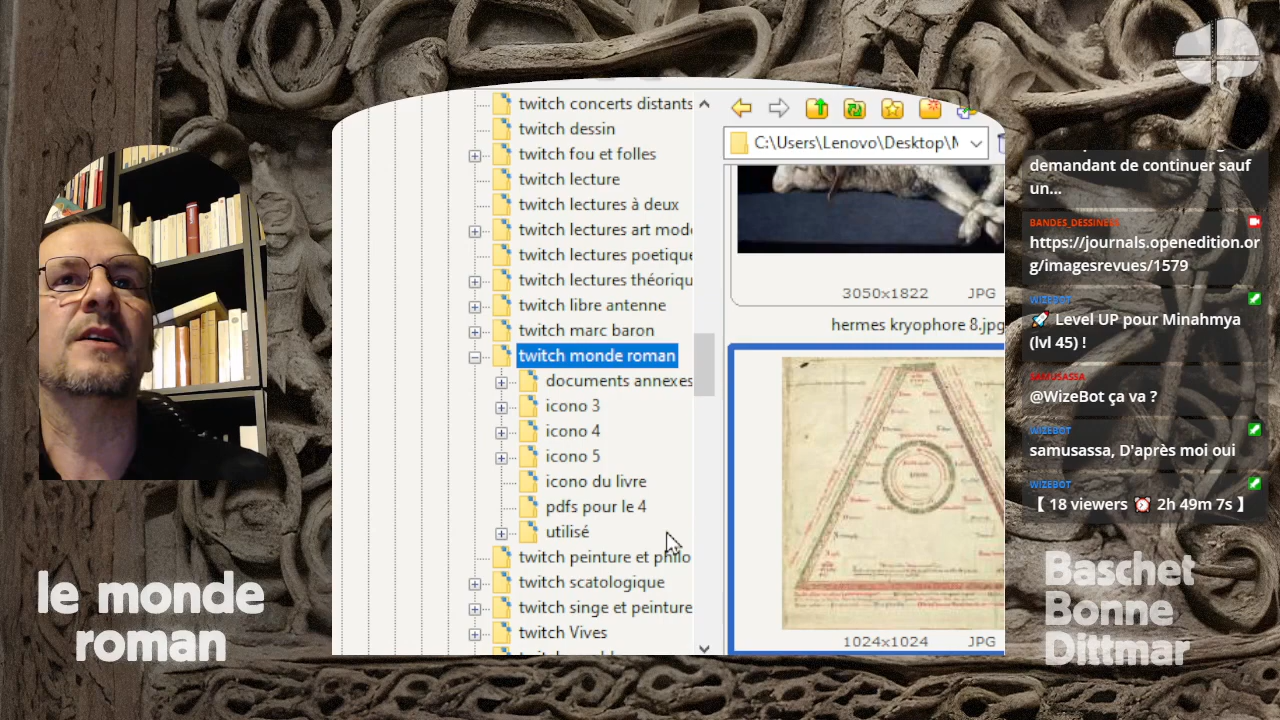 twitch concerts distants
twitch dessin
twitch fou et folles
twitch lecture
twitch lectures à deux
twitch lectures art mode
twitch lectures poetique
twitch lectures théoriqu
twitch libre antenne
twitch marc baron
twitch monde roman
documents annexes
icono 3
icono 4
icono 5
icono du livre
pdfs pour le 4
utilisé
twitch peinture et philo
twitch scatologique
twitch singe et peinture
twitch Vives
C:\Users\Lenovo\Desktop\
3050x1822 JPG
hermes kryophore 8.jpg
1024x1024 JPG
demandant de continuer sauf
un...
BANDES_DESSINEES
https://journals.openedition.or
g/imagesrevues/1579
WIZEBOT
🚀 Level UP pour Minahmya
(lvl 45) !
SAMUSASSA
@WizeBot ça va ?
WIZEBOT
samusassa, D'après moi oui
WIZEBOT
【 18 viewers ⏰ 2h 49m 7s 】
le monde
roman
Baschet
Bonne
Dittmar